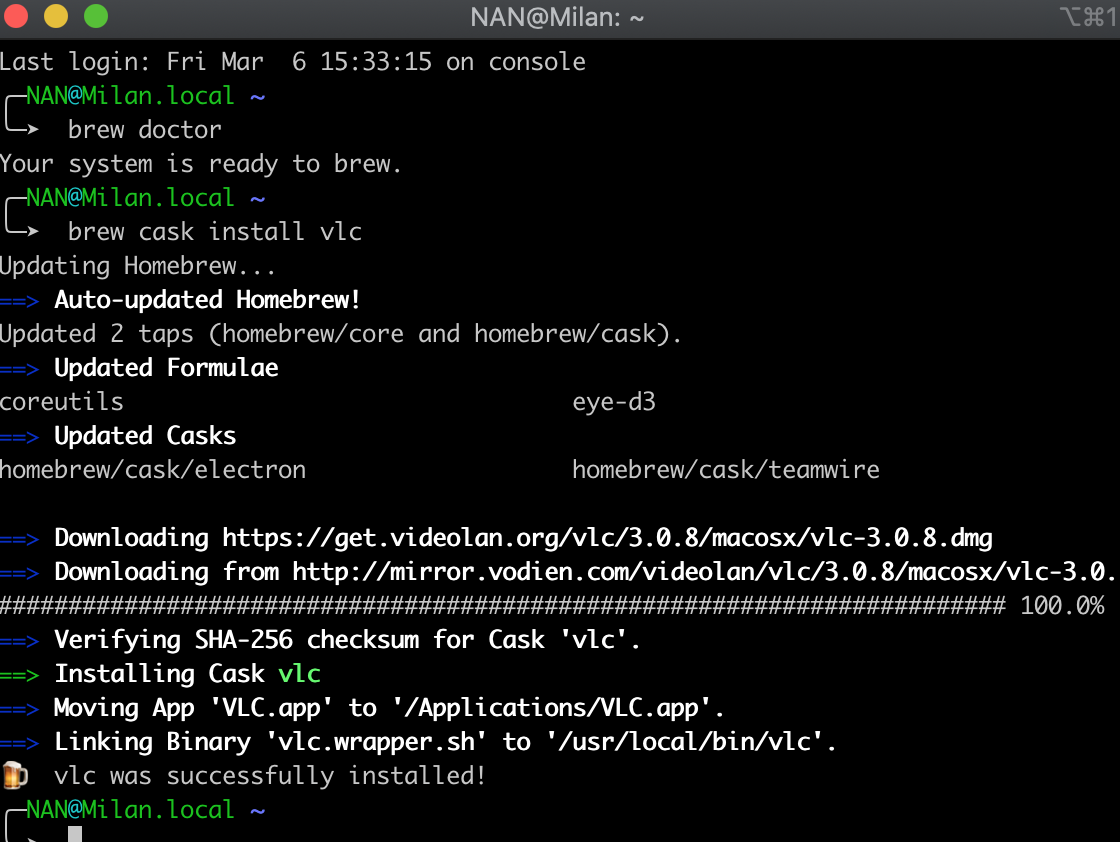 NAN@Milan: ~ ⌥⌘1
Last login: Fri Mar  6 15:33:15 on console
NAN@Milan.local ~
brew doctor
Your system is ready to brew.
NAN@Milan.local ~
brew cask install vlc
Updating Homebrew...
==> Auto-updated Homebrew!
Updated 2 taps (homebrew/core and homebrew/cask).
==> Updated Formulae
coreutils eye-d3
==> Updated Casks
homebrew/cask/electron homebrew/cask/teamwire
==> Downloading https://get.videolan.org/vlc/3.0.8/macosx/vlc-3.0.8.dmg
==> Downloading from http://mirror.vodien.com/videolan/vlc/3.0.8/macosx/vlc-3.0.
######################################################################## 100.0%
==> Verifying SHA-256 checksum for Cask 'vlc'.
==> Installing Cask vlc
==> Moving App 'VLC.app' to '/Applications/VLC.app'.
==> Linking Binary 'vlc.wrapper.sh' to '/usr/local/bin/vlc'.
🍺 vlc was successfully installed!
NAN@Milan.local ~